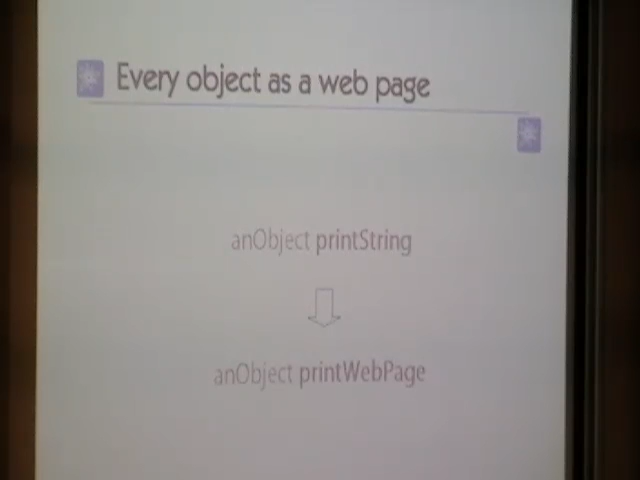 Every object as a web page
anObject printString
anObject printWebPage